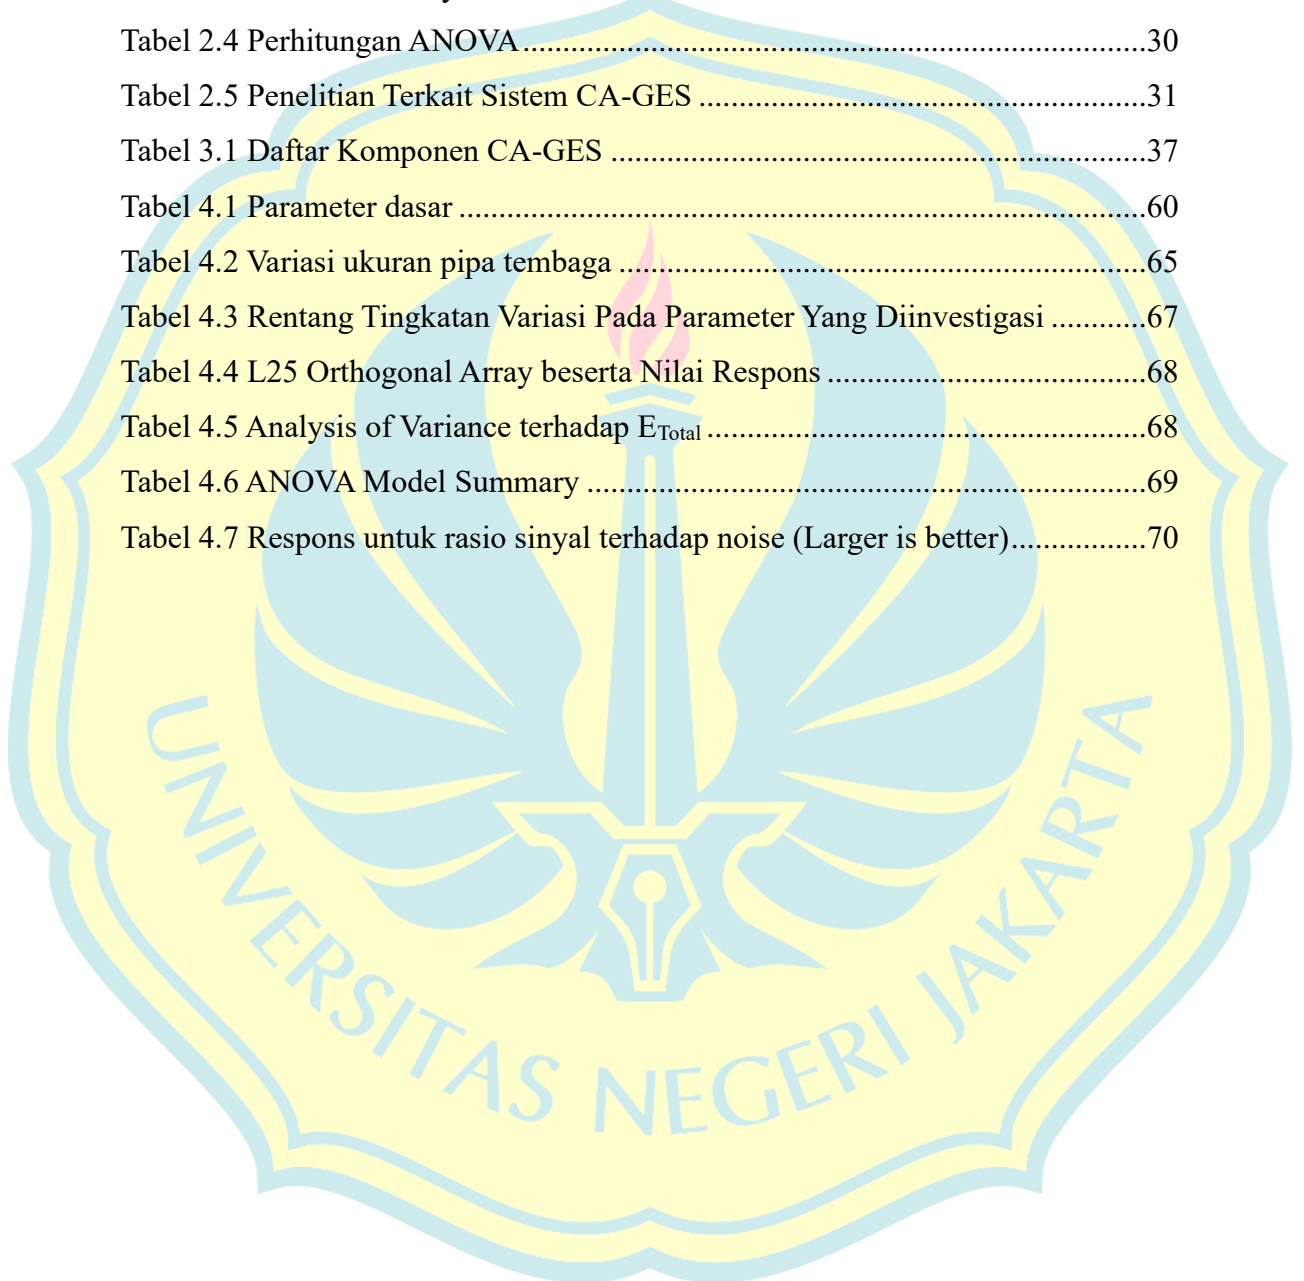 Tabel 2.4 Perhitungan ANOVA...................................................................................30
Tabel 2.5 Penelitian Terkait Sistem CA-GES ................................................................31
Tabel 3.1 Daftar Komponen CA-GES ..........................................................................37
Tabel 4.1 Parameter dasar ..........................................................................................60
Tabel 4.2 Variasi ukuran pipa tembaga .........................................................................65
Tabel 4.3 Rentang Tingkatan Variasi Pada Parameter Yang Diinvestigasi ............67
Tabel 4.4 L25 Orthogonal Array beserta Nilai Respons .........................................68
Tabel 4.5 Analysis of Variance terhadap ETotal .........................................................68
Tabel 4.6 ANOVA Model Summary .............................................................................69
Tabel 4.7 Respons untuk rasio sinyal terhadap noise (Larger is better).................70
UNIVERSITAS NEGERI JAKARTA